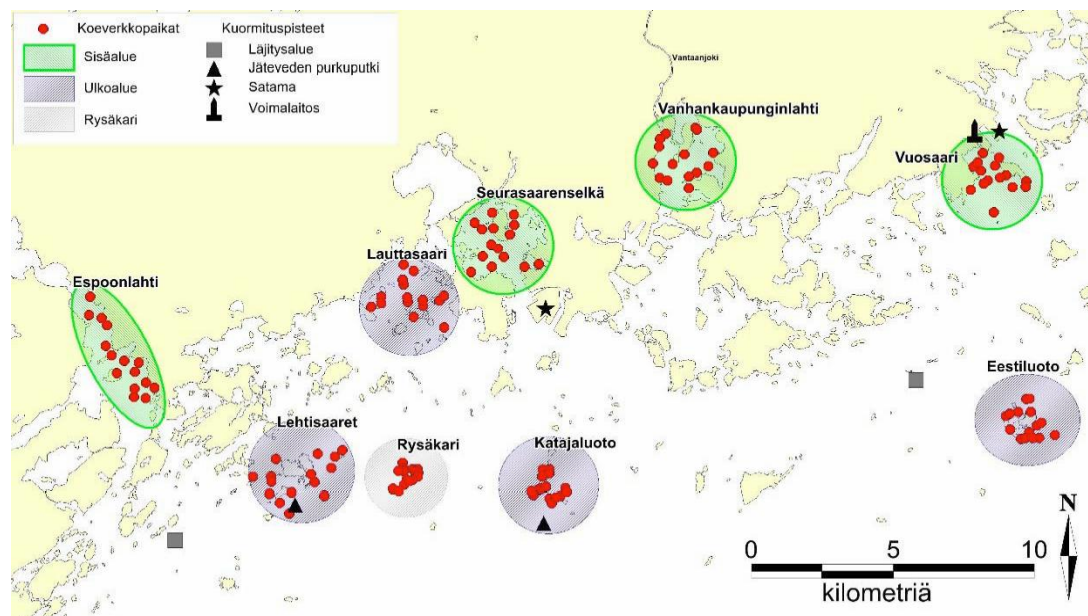 Koeverkkopaikat
Sisäalue
Ulkoalue
Rysäkari
Kuormituspisteet
Läjitysalue
Jäteveden purkuputki
Satama
Voimalaitos
Vantaanjoki
Vanhankaupunginlahti
Vuosaari
Seurasaarenselkä
Lauttasaari
Espoonlahti
Eestiluoto
Lehtisaaret
Rysäkari
Katajaluoto
N
0 5 10
kilometriä